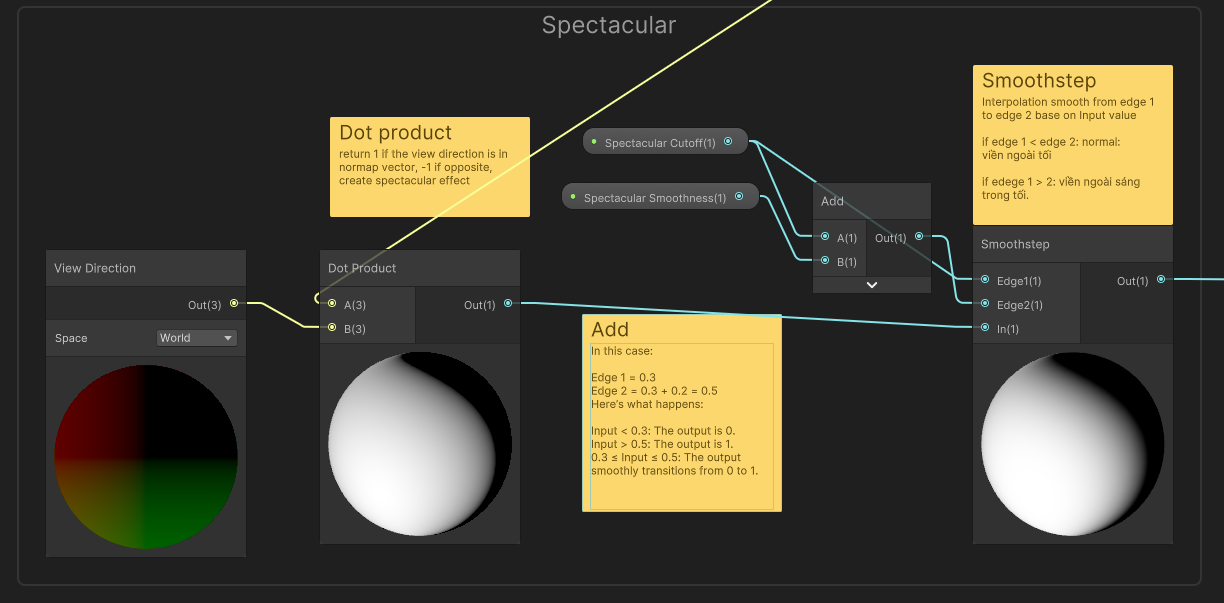 Spectacular
Dot product
return 1 if the view direction is in
normap vector, -1 if opposite,
create spectacular effect
Spectacular Cutoff(1)
Spectacular Smoothness(1)
Add
A(1)
Out(1)
B(1)
Smoothstep
Interpolation smooth from edge 1
to edge 2 base on Input value
if edge 1 < edge 2: normal:
viền ngoài tối
if edege 1 > 2: viền ngoài sáng
trong tối.
Smoothstep
Edge1(1)
Out(1)
Edge2(1)
In(1)
View Direction
Out(3)
Space
World
Dot Product
A(3)
Out(1)
B(3)
Add
In this case:
Edge 1 = 0.3
Edge 2 = 0.3 + 0.2 = 0.5
Here's what happens:
Input < 0.3: The output is 0.
Input > 0.5: The output is 1.
0.3 ≤ Input ≤ 0.5: The output
smoothly transitions from 0 to 1.